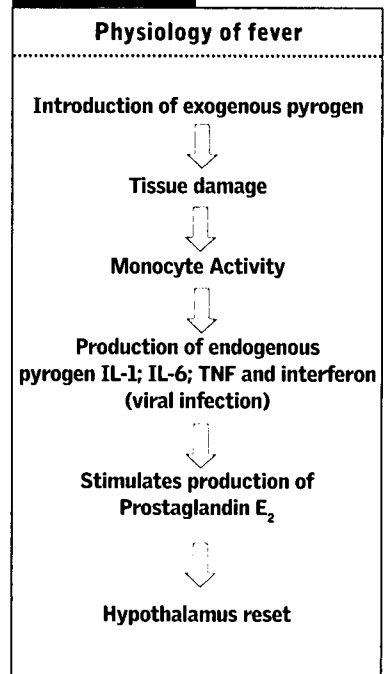 Physiology of fever
Introduction of exogenous pyrogen
Tissue damage
Monocyte Activity
Production of endogenous
pyrogen IL-1; IL-6; TNF and interferon
(viral infection)
Stimulates production of
Prostaglandin E₂
Hypothalamus reset